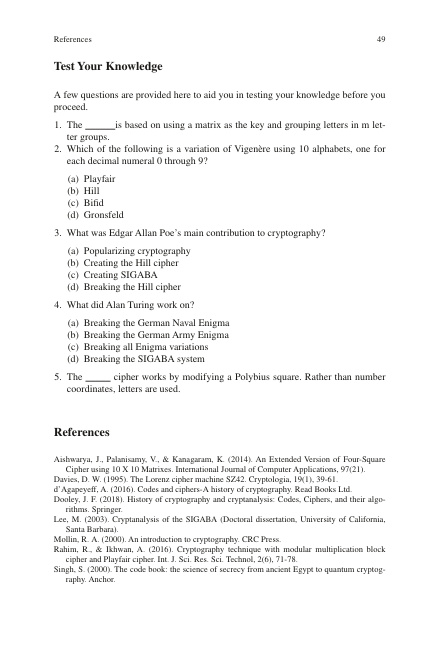 References 49
Test Your Knowledge
A few questions are provided here to aid you in testing your knowledge before you
proceed.
1. The ______is based on using a matrix as the key and grouping letters in m let-
ter groups.
2. Which of the following is a variation of Vigenère using 10 alphabets, one for
each decimal numeral 0 through 9?
(a) Playfair
(b) Hill
(c) Bifid
(d) Gronsfeld
3. What was Edgar Allan Poe's main contribution to cryptography?
(a) Popularizing cryptography
(b) Creating the Hill cipher
(c) Creating SIGABA
(d) Breaking the Hill cipher
4. What did Alan Turing work on?
(a) Breaking the German Naval Enigma
(b) Breaking the German Army Enigma
(c) Breaking all Enigma variations
(d) Breaking the SIGABA system
5. The _____ cipher works by modifying a Polybius square. Rather than number
coordinates, letters are used.
References
Aishwarya, J., Palanisamy, V., & Kanagaram, K. (2014). An Extended Version of Four-Square
Cipher using 10 X 10 Matrixes. International Journal of Computer Applications, 97(21).
Davies, D. W. (1995). The Lorenz cipher machine SZ42. Cryptologia, 19(1), 39-61.
d'Agapeyeff, A. (2016). Codes and ciphers-A history of cryptography. Read Books Ltd.
Dooley, J. F. (2018). History of cryptography and cryptanalysis: Codes, Ciphers, and their algo-
rithms. Springer.
Lee, M. (2003). Cryptanalysis of the SIGABA (Doctoral dissertation, University of California,
Santa Barbara).
Mollin, R. A. (2000). An introduction to cryptography. CRC Press.
Rahim, R., & Ikhwan, A. (2016). Cryptography technique with modular multiplication block
cipher and Playfair cipher. Int. J. Sci. Res. Sci. Technol, 2(6), 71-78.
Singh, S. (2000). The code book: the science of secrecy from ancient Egypt to quantum cryptog-
raphy. Anchor.